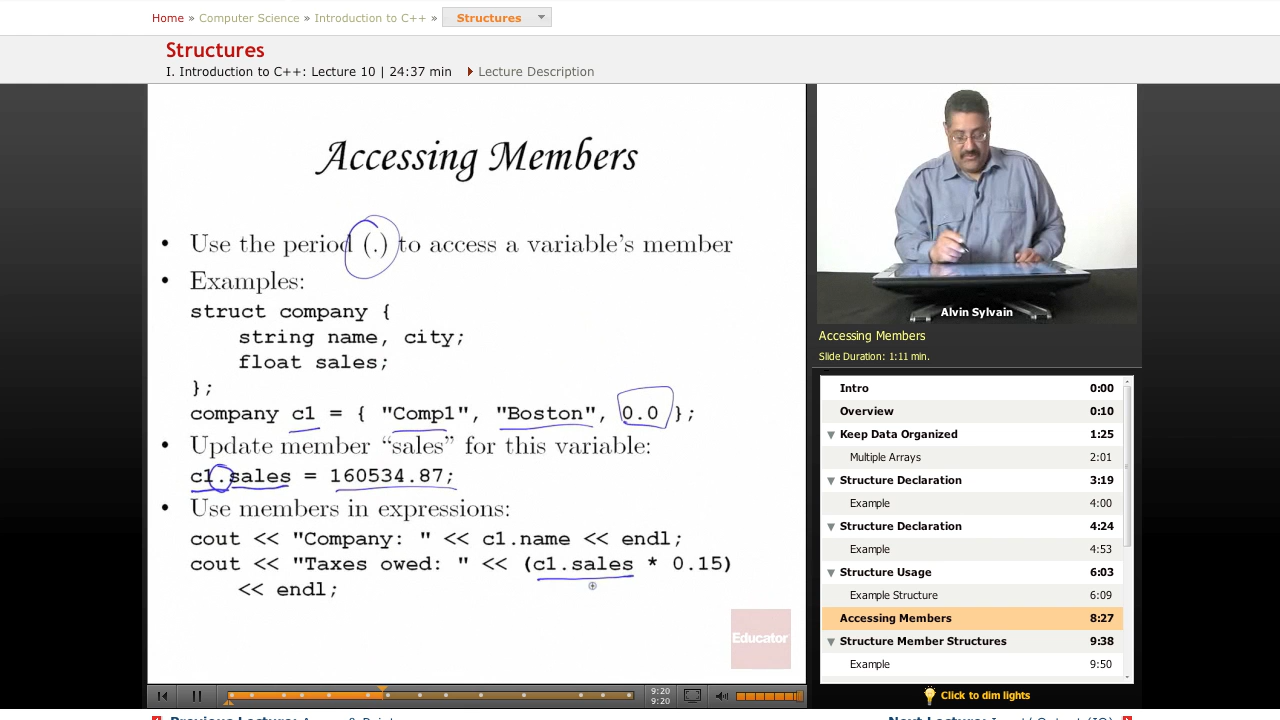 Home » Computer Science » Introduction to C++ » Structures
Structures
I. Introduction to C++: Lecture 10 | 24:37 min Lecture Description
Accessing Members
• Use the period (.) to access a variable's member
• Examples:
struct company {
string name, city;
float sales;
};
company c1 = { "Comp1", "Boston", 0.0 };
• Update member “sales” for this variable:
c1.sales = 160534.87;
• Use members in expressions:
cout << "Company: " << c1.name << endl;
cout << "Taxes owed: " << (c1.sales * 0.15)
<< endl;
Educator
9:20
9:20
Alvin Sylvain
Accessing Members
Slide Duration: 1:11 min.
Intro 0:00
Overview 0:10
Keep Data Organized 1:25
Multiple Arrays 2:01
Structure Declaration 3:19
Example 4:00
Structure Declaration 4:24
Example 4:53
Structure Usage 6:03
Example Structure 6:09
Accessing Members 8:27
Structure Member Structures 9:38
Example 9:50
Click to dim lights
Previous Lecture:
Next Lecture: